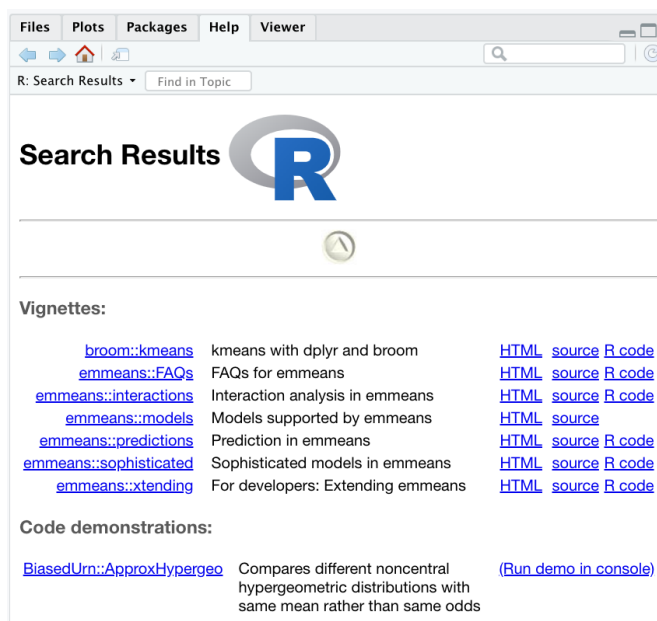 Files Plots Packages Help Viewer
R: Search Results Find in Topic
Search Results R
Vignettes:
broom::kmeans kmeans with dplyr and broom HTML source R code
emmeans::FAQs FAQs for emmeans HTML source R code
emmeans::interactions Interaction analysis in emmeans HTML source R code
emmeans::models Models supported by emmeans HTML source
emmeans::predictions Prediction in emmeans HTML source R code
emmeans::sophisticated Sophisticated models in emmeans HTML source R code
emmeans::xtending For developers: Extending emmeans HTML source R code
Code demonstrations:
BiasedUrn::ApproxHypergeo Compares different noncentral (Run demo in console)
hypergeometric distributions with
same mean rather than same odds